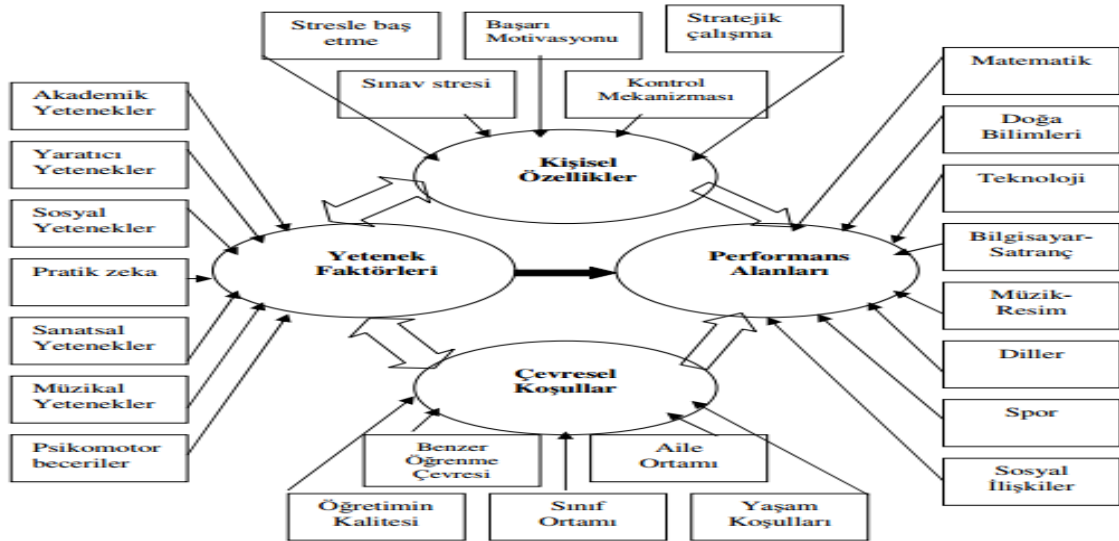 Stresle baş
etme
Başarı
Motivasyonu
Stratejik
çalışma
Sınav stresi
Kontrol
Mekanizması
Akademik
Yetenekler
Yaratıcı
Yetenekler
Sosyal
Yetenekler
Pratik zeka
Sanatsal
Yetenekler
Müzikal
Yetenekler
Psikomotor
beceriler
Kişisel
Özellikler
Yetenek
Faktörleri
Performans
Alanları
Çevresel
Koşullar
Matematik
Doğa
Bilimleri
Teknoloji
Bilgisayar-
Satranç
Müzik-
Resim
Diller
Spor
Sosyal
İlişkiler
Benzer
Öğrenme
Çevresi
Aile
Ortamı
Öğretimin
Kalitesi
Sınıf
Ortamı
Yaşam
Koşulları